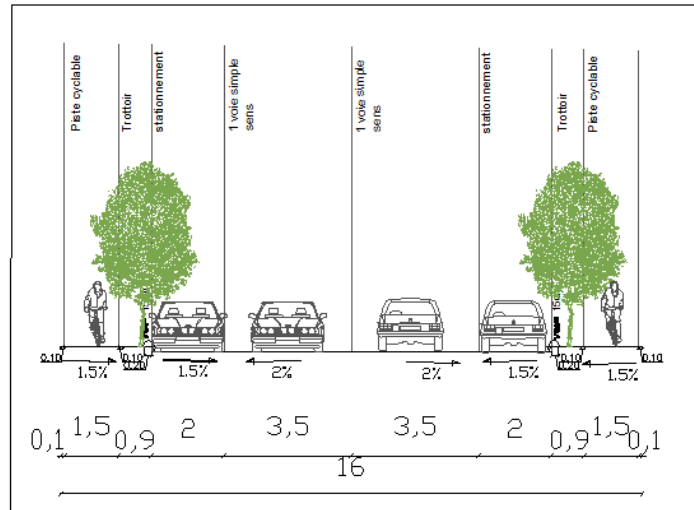 Piste cyclable
Trottoir
stationnement
1 voie simple
sens
1 voie simple
sens
stationnement
Trottoir
Piste cyclable
0.10
0.10
0.20
0.10
0.20
0.10
1.5%
1.5%
2%
2%
1.5%
1.5%
0,1
1,5
0,9
2
3,5
3,5
2
0,9
1,5
0,1
16